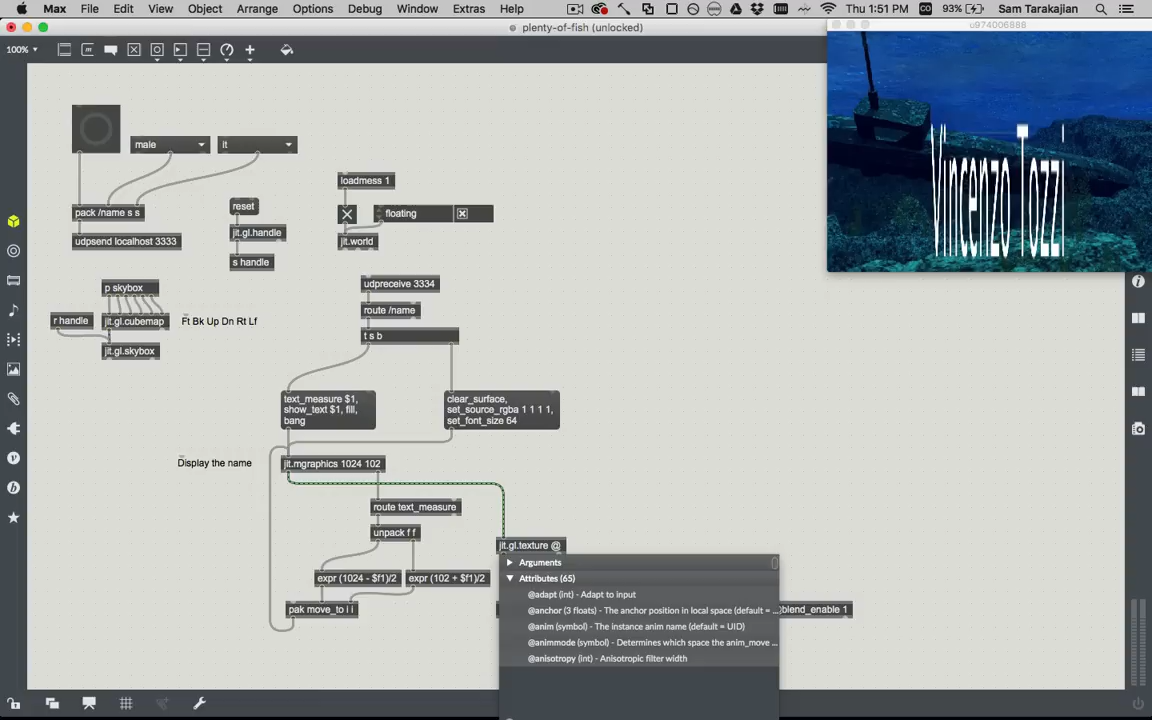 Max File Edit View Object Arrange Options Debug Window Extras Help
Thu 1:51 PM 93% Sam Tarakajian
plenty-of-fish (unlocked)
u974006888
100%
male
it
loadmess 1
pack /name s s
reset
floating
udpsend localhost 3333
jit.gl.handle
jit.world
s handle
Vincenzo Tozzi
p skybox
udpreceive 3334
r handle
jit.gl.cubemap
Ft Bk Up Dn Rt Lf
route /name
t s b
jit.gl.skybox
text_measure $1,
show_text $1, fill,
bang
clear_surface,
set_source_rgba 1 1 1 1,
set_font_size 64
Display the name
jit.mgraphics 1024 102
route text_measure
unpack f f
jit.gl.texture @
Arguments
expr (1024 - $f1)/2
expr (102 + $f1)/2
Attributes (65)
@adapt (int) - Adapt to input
pak move_to i i
@anchor (3 floats) - The anchor position in local space (default = ...
blend_enable 1
@anim (symbol) - The instance anim name (default = UID)
@animmode (symbol) - Determines which space the anim_move ...
@anisotropy (int) - Anisotropic filter width